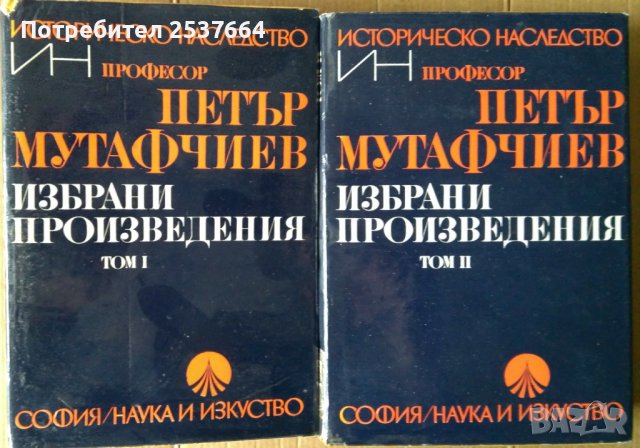 Потребител 2537664
ИСТОРИЧЕСКО НАСЛЕДСТВО
ИН ПРОФЕСОР
ПЕТЪР
МУТАФЧИЕВ
ИЗБРАНИ
ПРОИЗВЕДЕНИЯ
ТОМ I
СОФИЯ/НАУКА И ИЗКУСТВО
ИСТОРИЧЕСКО НАСЛЕДСТВО
ИН ПРОФЕСОР
ПЕТЪР
МУТАФЧИЕВ
ИЗБРАНИ
ПРОИЗВЕДЕНИЯ
ТОМ II
СОФИЯ/НАУКА И ИЗКУСТВО